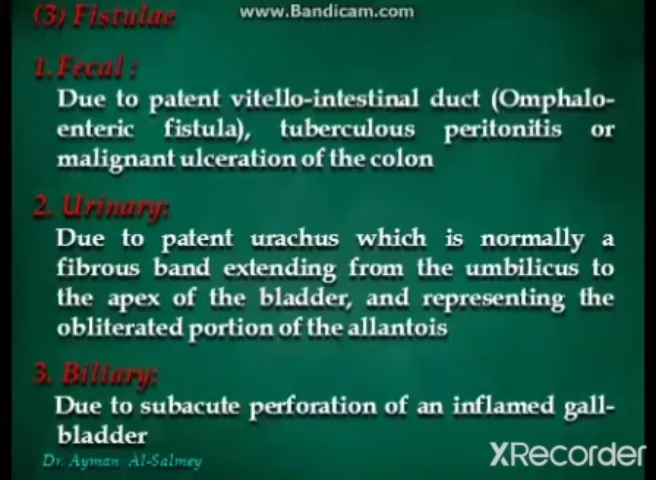 www.Bandicam.com
(3) Fistulae
1.Fecal :
Due to patent vitello-intestinal duct (Omphalo-
enteric fistula), tuberculous peritonitis or
malignant ulceration of the colon
2. Urinary:
Due to patent urachus which is normally a
fibrous band extending from the umbilicus to
the apex of the bladder, and representing the
obliterated portion of the allantois
3. Biliary:
Due to subacute perforation of an inflamed gall-
bladder
Dr. Ayman Al-Salmey
XRecorder